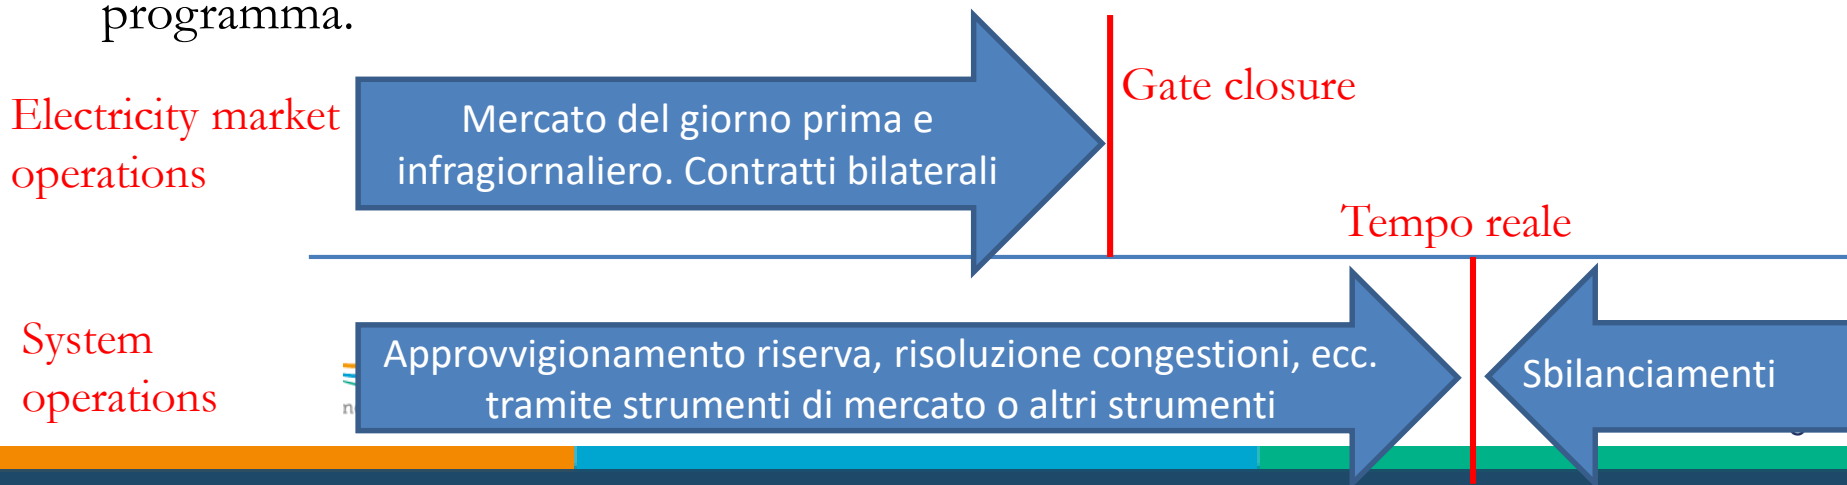 programma.
Electricity market
operations
Mercato del giorno prima e
infragiornaliero. Contratti bilaterali
Gate closure
Tempo reale
System
operations
Approvvigionamento riserva, risoluzione congestioni, ecc.
tramite strumenti di mercato o altri strumenti
Sbilanciamenti